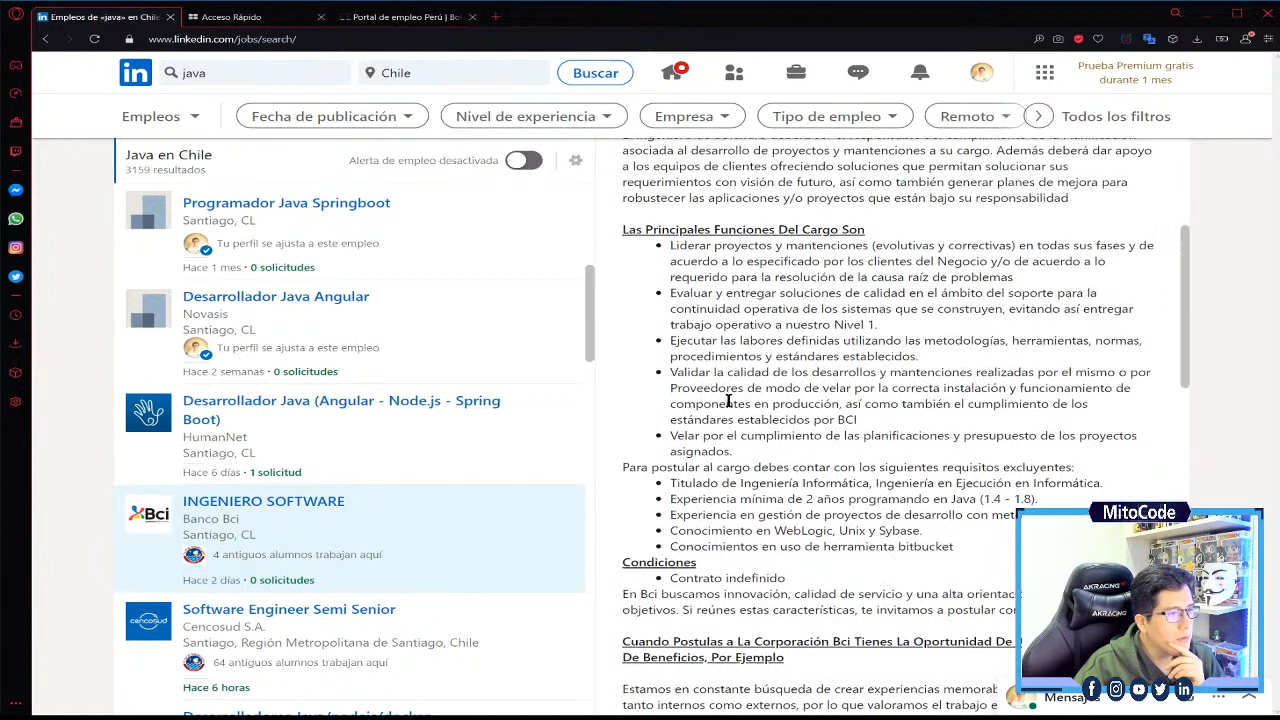 Empleos de «java» en Chile
Acceso Rápido
Portal de empleo Perú | Bol
www.linkedin.com/jobs/search/
in
java
Chile
Buscar
Prueba Premium gratis
durante 1 mes
Empleos
Fecha de publicación
Nivel de experiencia
Empresa
Tipo de empleo
Remoto
Todos los filtros
Java en Chile
3159 resultados
Alerta de empleo desactivada
Programador Java Springboot
Santiago, CL
Tu perfil se ajusta a este empleo
Hace 1 mes · 0 solicitudes
Desarrollador Java Angular
Novasis
Santiago, CL
Tu perfil se ajusta a este empleo
Hace 2 semanas · 0 solicitudes
Desarrollador Java (Angular - Node.js - Spring
Boot)
HumanNet
Santiago, CL
Hace 6 días · 1 solicitud
INGENIERO SOFTWARE
Bci
Banco Bci
Santiago, CL
4 antiguos alumnos trabajan aquí
Hace 2 días · 0 solicitudes
Software Engineer Semi Senior
cencosud
Cencosud S.A.
Santiago, Región Metropolitana de Santiago, Chile
64 antiguos alumnos trabajan aquí
Hace 6 horas
Desarrolladores Java/nodejs/docker
asociada al desarrollo de proyectos y mantenciones a su cargo. Además deberá dar apoyo
a los equipos de clientes ofreciendo soluciones que permitan solucionar sus
requerimientos con visión de futuro, así como también generar planes de mejora para
robustecer las aplicaciones y/o proyectos que están bajo su responsabilidad
Las Principales Funciones Del Cargo Son
• Liderar proyectos y mantenciones (evolutivas y correctivas) en todas sus fases y de
acuerdo a lo especificado por los clientes del Negocio y/o de acuerdo a lo
requerido para la resolución de la causa raíz de problemas
• Evaluar y entregar soluciones de calidad en el ámbito del soporte para la
continuidad operativa de los sistemas que se construyen, evitando así entregar
trabajo operativo a nuestro Nivel 1.
• Ejecutar las labores definidas utilizando las metodologías, herramientas, normas,
procedimientos y estándares establecidos.
• Validar la calidad de los desarrollos y mantenciones realizadas por el mismo o por
Proveedores de modo de velar por la correcta instalación y funcionamiento de
componentes en producción, así como también el cumplimiento de los
estándares establecidos por BCI
• Velar por el cumplimiento de las planificaciones y presupuesto de los proyectos
asignados.
Para postular al cargo debes contar con los siguientes requisitos excluyentes:
• Titulado de Ingeniería Informática, Ingeniería en Ejecución en Informática.
• Experiencia mínima de 2 años programando en Java (1.4 - 1.8).
• Experiencia en gestión de proyectos de desarrollo con met
• Conocimiento en WebLogic, Unix y Sybase.
• Conocimientos en uso de herramienta bitbucket
Condiciones
• Contrato indefinido
En Bci buscamos innovación, calidad de servicio y una alta orientac
objetivos. Si reúnes estas características, te invitamos a postular con
Cuando Postulas a La Corporación Bci Tienes La Oportunidad De
De Beneficios, Por Ejemplo
Estamos en constante búsqueda de crear experiencias memorab
tanto internos como externos, por lo que valoramos el trabajo e
MitoCode
AKRACING
AKRACING
Mensajes